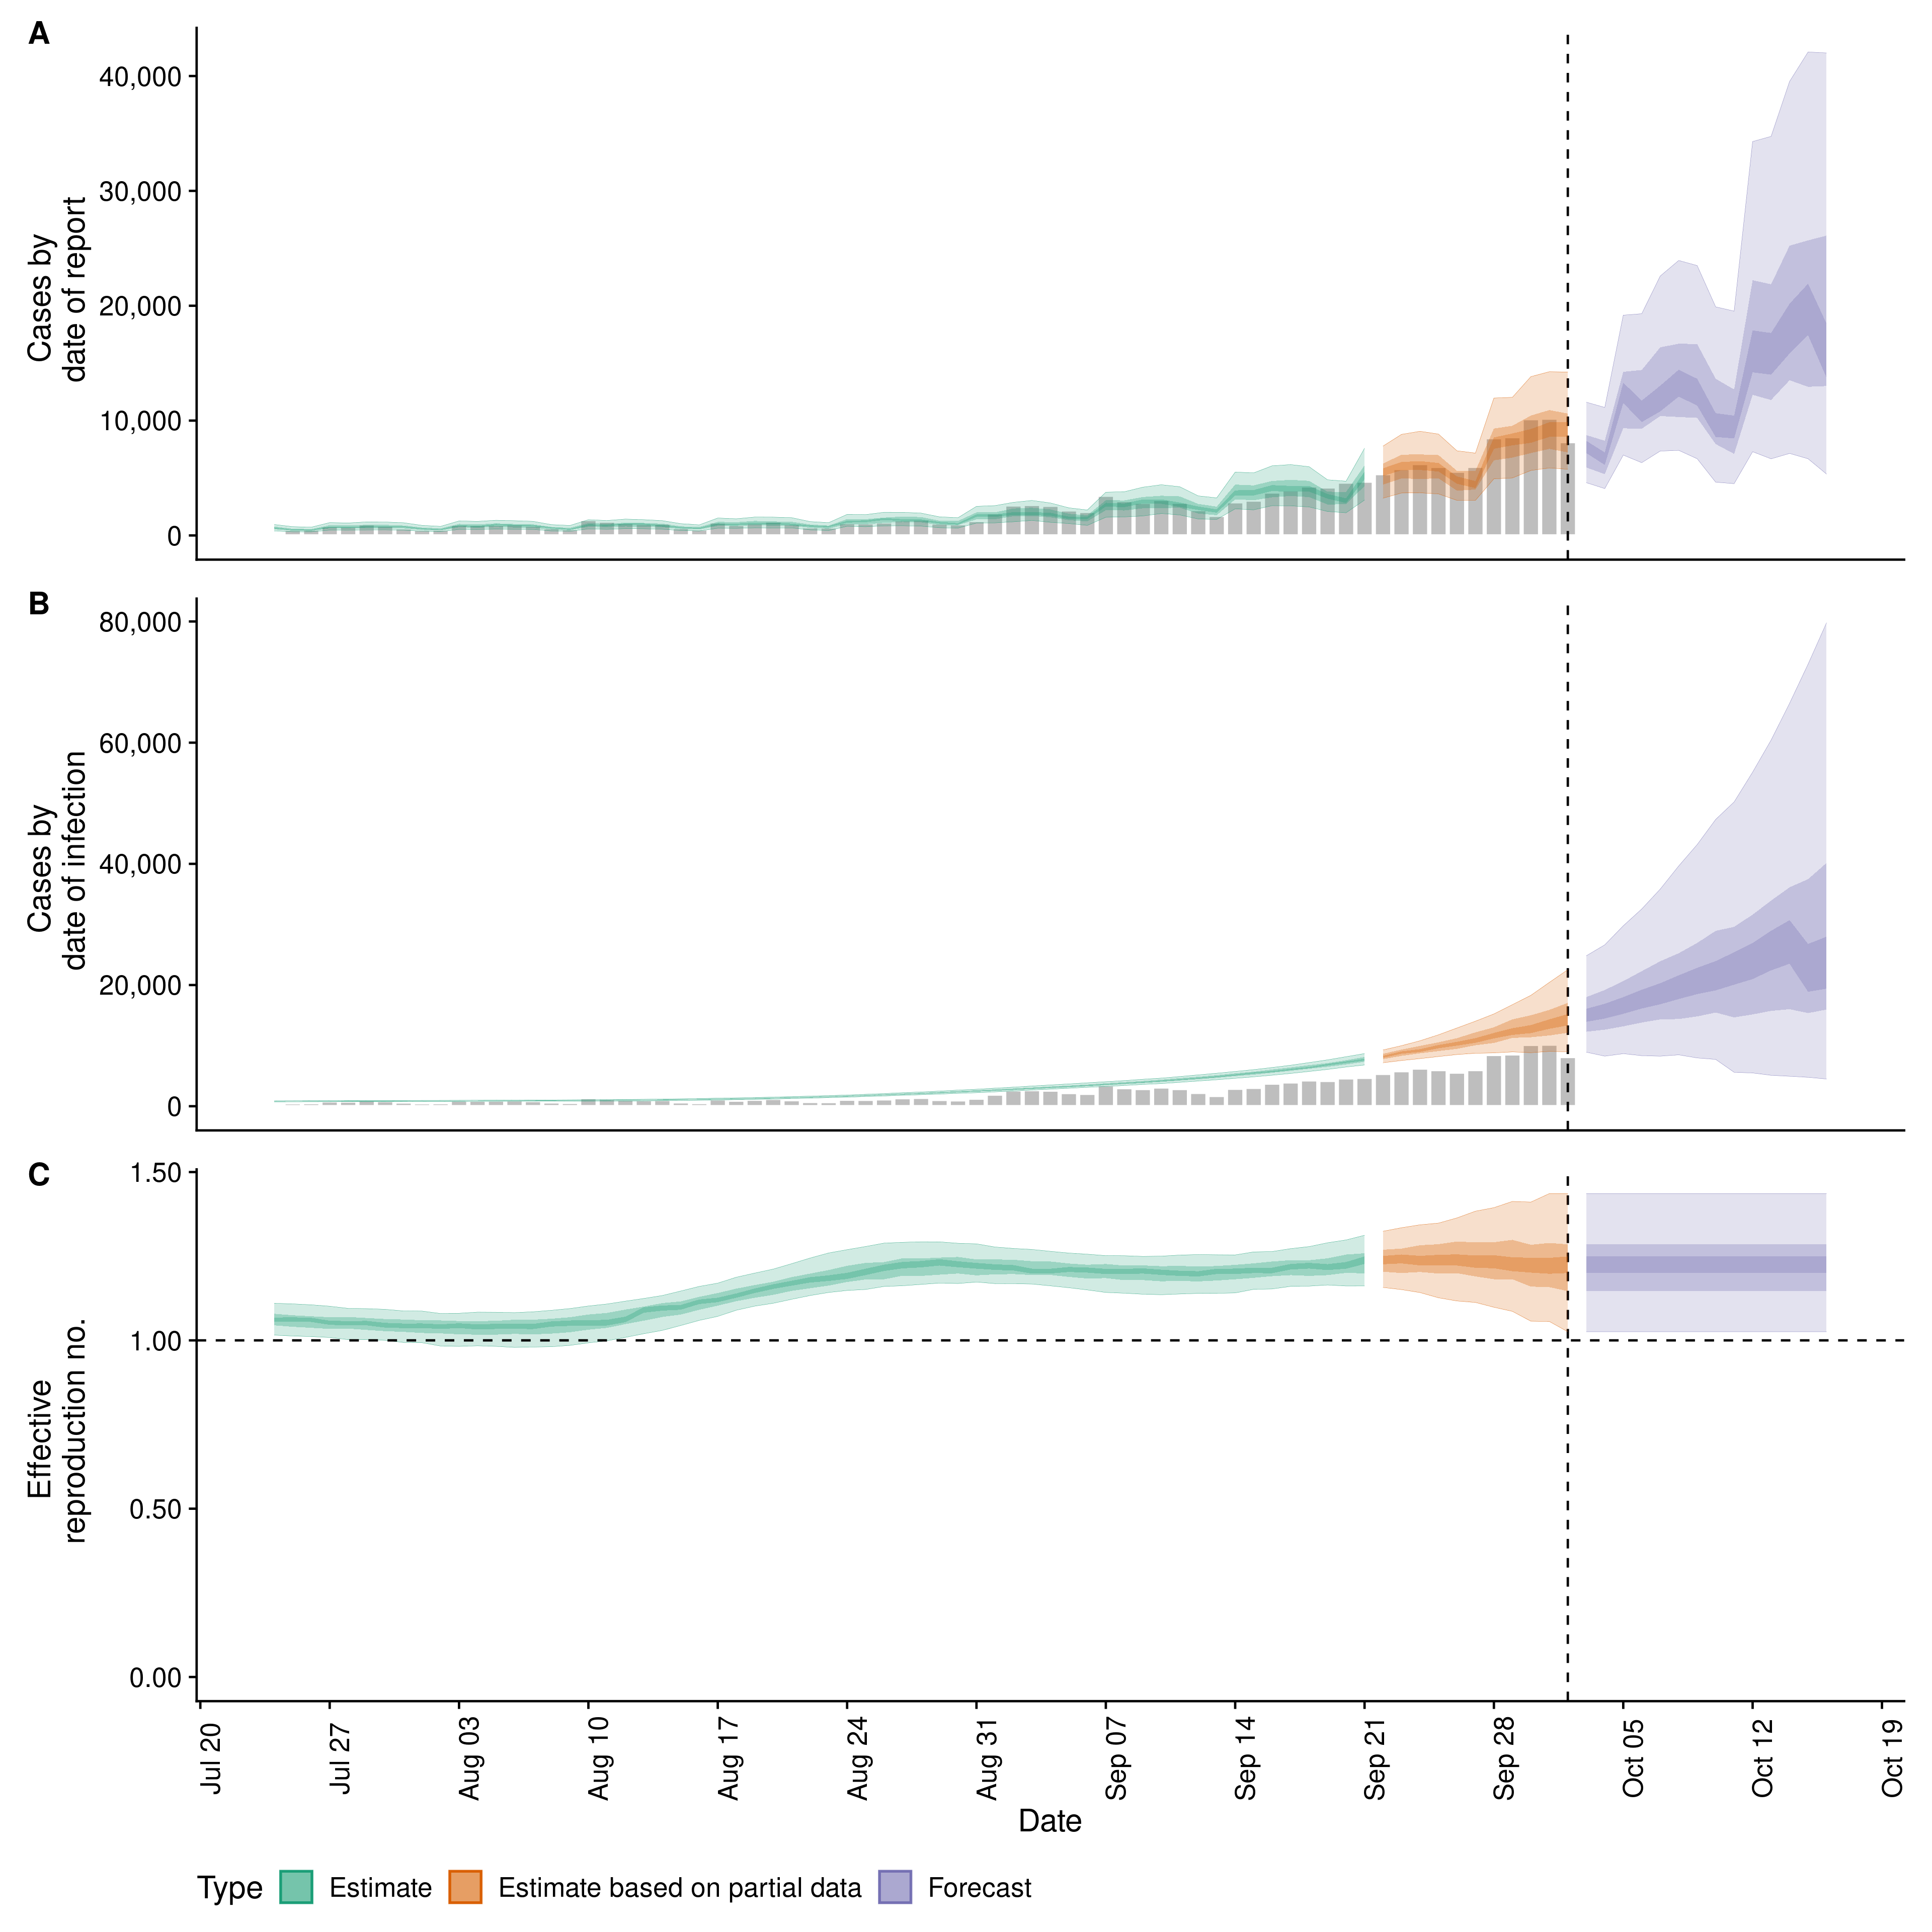 A
Cases by
date of report
40,000
30,000
20,000
10,000
0
B
Cases by
date of infection
80,000
60,000
40,000
20,000
0
C
Effective
reproduction no.
1.50
1.00
0.50
0.00
Jul 20
Jul 27
Aug 03
Aug 10
Aug 17
Aug 24
Aug 31
Sep 07
Sep 14
Sep 21
Sep 28
Oct 05
Oct 12
Oct 19
Date
Type Estimate Estimate based on partial data Forecast